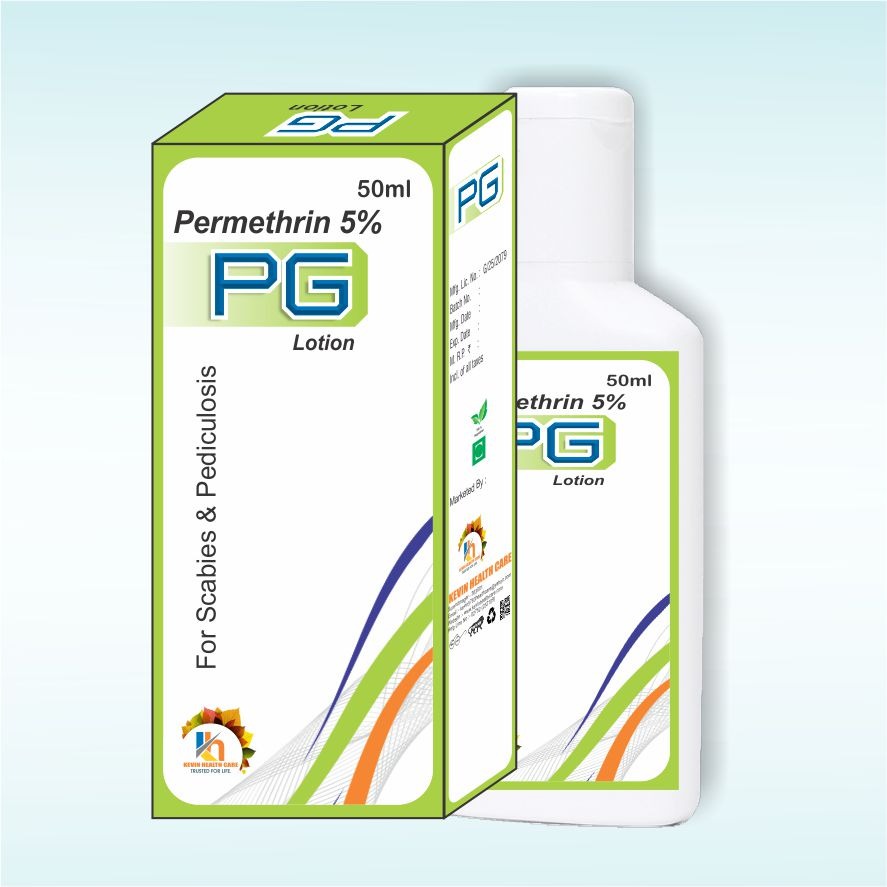 PG
Lotion
50ml
Permethrin 5%
PG
Lotion
For Scabies & Pediculosis
KEVIN HEALTH CARE
TRUSTED FOR LIFE
PG
Mfg. Lic. No. : G/25/2079
Batch No. :
Mfg. Date :
Exp. Date :
M. R.P. ₹ :
Incl. of all taxes
Marketed By :
KEVIN HEALTH CARE
50ml
ethrin 5%
PG
Lotion